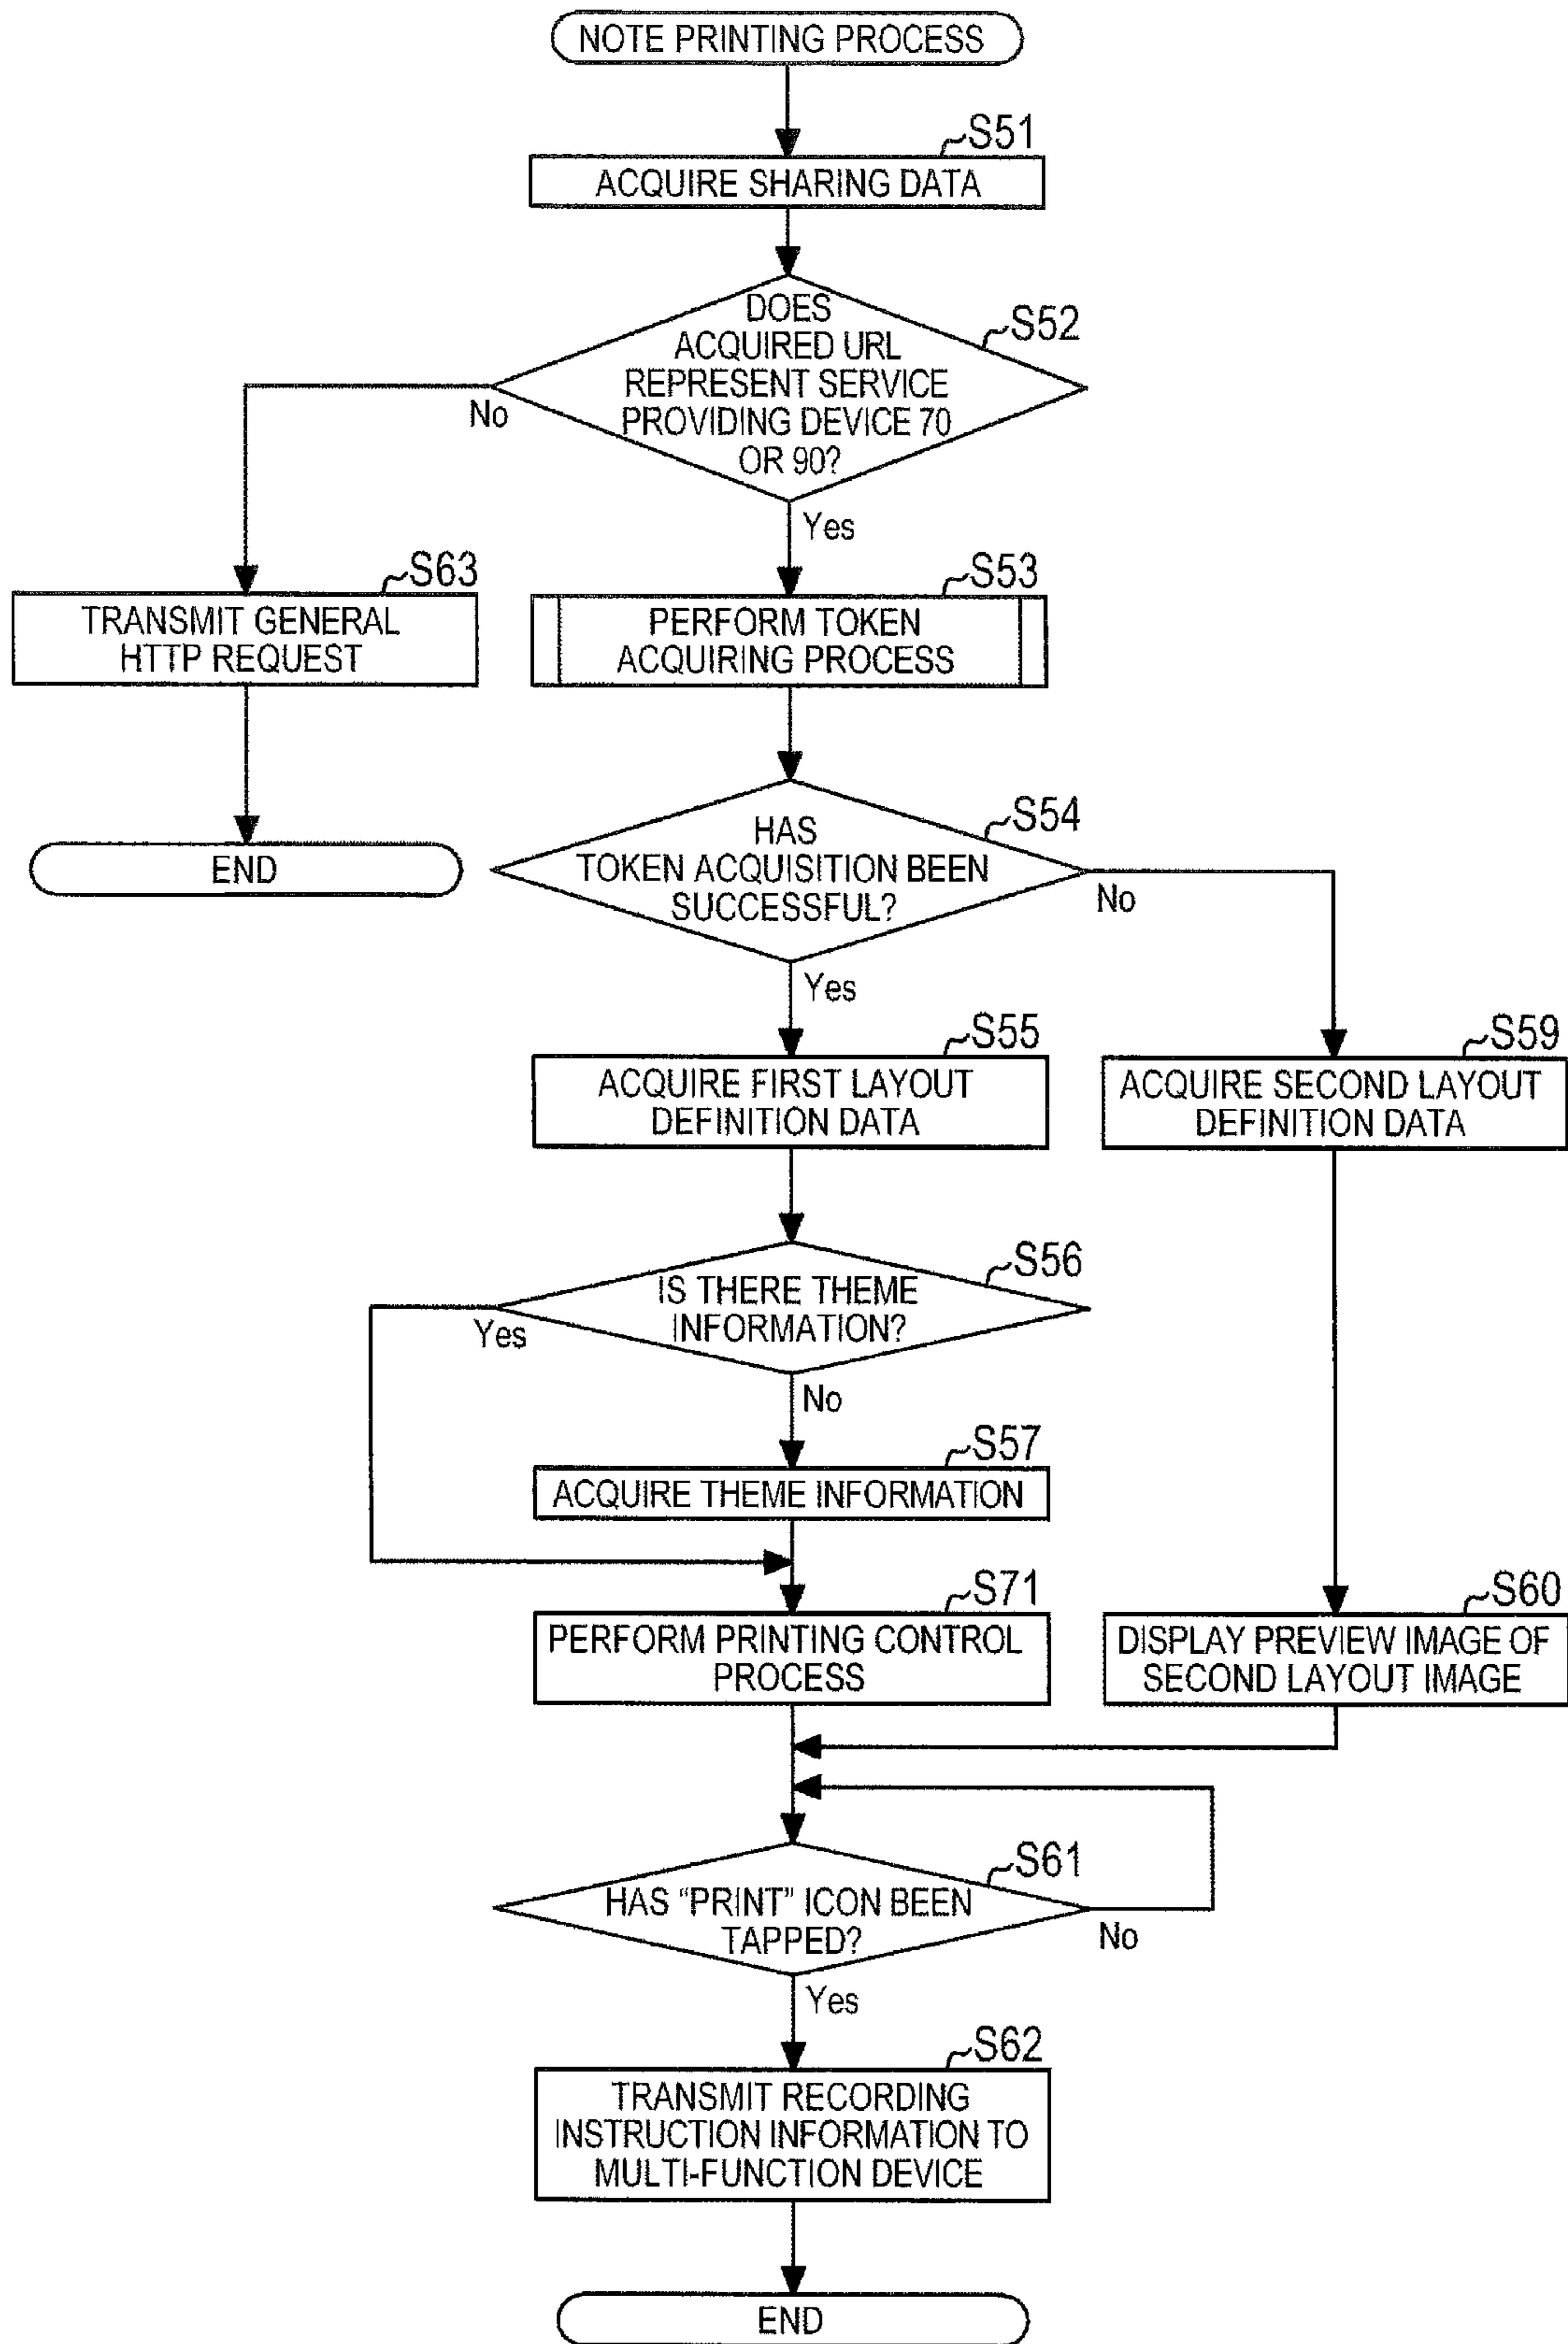 NOTE PRINTING PROCESS
S51
ACQUIRE SHARING DATA
DOES
ACQUIRED URL
REPRESENT SERVICE
PROVIDING DEVICE 70
OR 90?
S52
No
Yes
S63
TRANSMIT GENERAL
HTTP REQUEST
END
S53
PERFORM TOKEN
ACQUIRING PROCESS
HAS
TOKEN ACQUISITION BEEN
SUCCESSFUL?
S54
No
Yes
S55
ACQUIRE FIRST LAYOUT
DEFINITION DATA
S59
ACQUIRE SECOND LAYOUT
DEFINITION DATA
S56
IS THERE THEME
INFORMATION?
Yes
No
S57
ACQUIRE THEME INFORMATION
S71
PERFORM PRINTING CONTROL
PROCESS
S60
DISPLAY PREVIEW IMAGE OF
SECOND LAYOUT IMAGE
S61
HAS “PRINT” ICON BEEN
TAPPED?
No
Yes
S62
TRANSMIT RECORDING
INSTRUCTION INFORMATION TO
MULTI-FUNCTION DEVICE
END